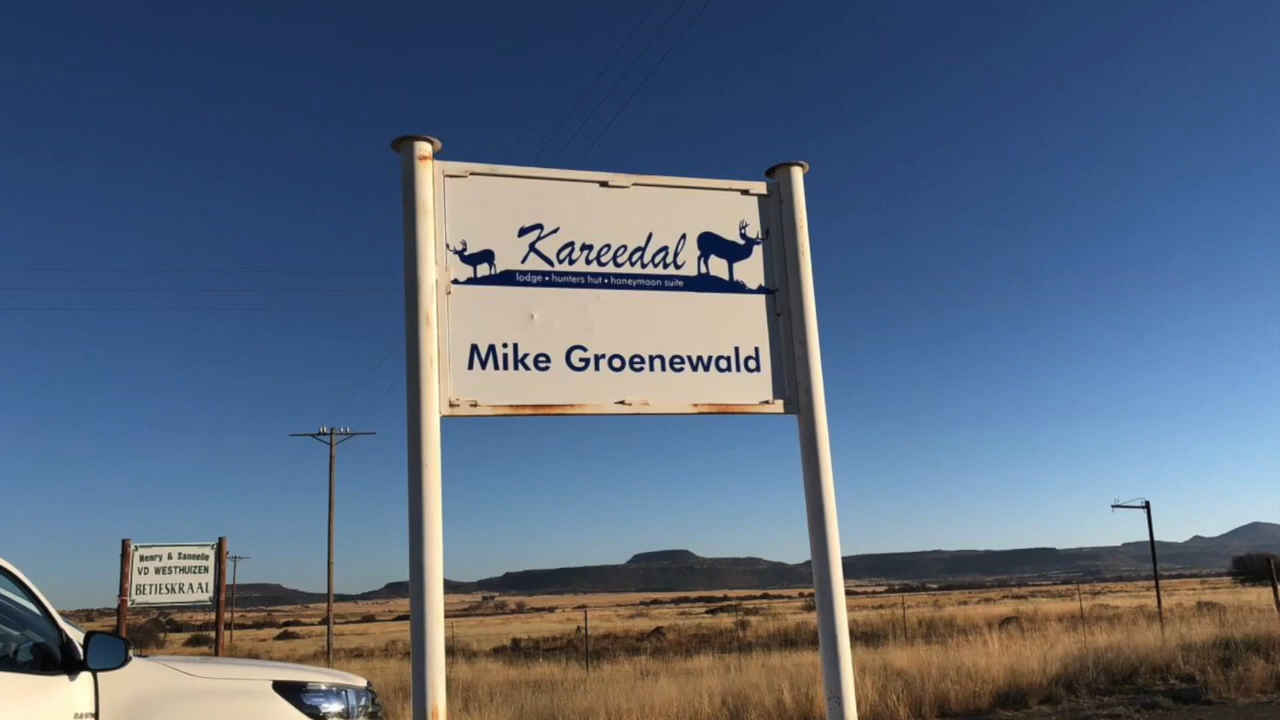 Kareedal
lodge • hunters hut • honeymoon suite
Mike Groenewald
Henry & Sannelie
VD WESTHUIZEN
BETJESKRAAL